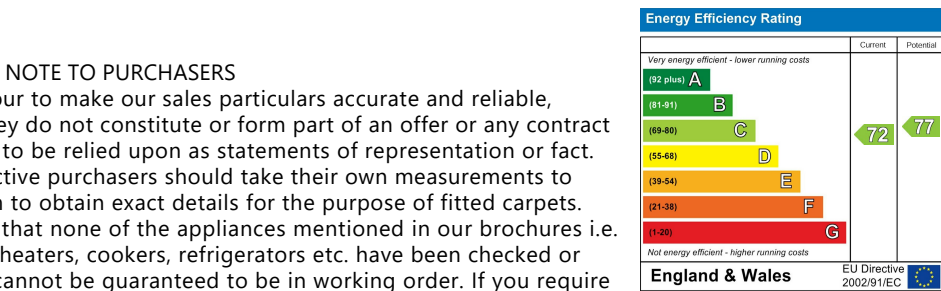 NOTE TO PURCHASERS
our to make our sales particulars accurate and reliable,
ey do not constitute or form part of an offer or any contract
to be relied upon as statements of representation or fact.
ctive purchasers should take their own measurements to
n to obtain exact details for the purpose of fitted carpets.
that none of the appliances mentioned in our brochures i.e.
heaters, cookers, refrigerators etc. have been checked or
cannot be guaranteed to be in working order. If you require
Energy Efficiency Rating
Current Potential
Very energy efficient - lower running costs
(92 plus) A
(81-91) B
(69-80) C
72 77
(55-68) D
(39-54) E
(21-38) F
(1-20) G
Not energy efficient - higher running costs
England & Wales
EU Directive
2002/91/EC